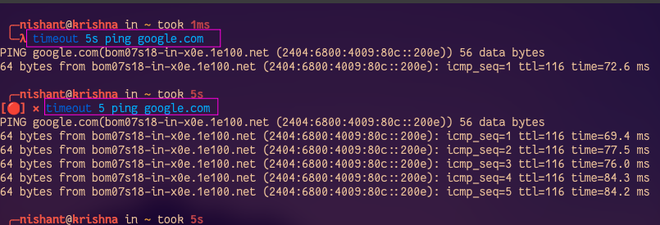 nishant@krishna in ~ took 1ms
λ timeout 5s ping google.com
PING google.com(bom07s18-in-x0e.1e100.net (2404:6800:4009:80c::200e)) 56 data bytes
64 bytes from bom07s18-in-x0e.1e100.net (2404:6800:4009:80c::200e): icmp_seq=1 ttl=116 time=72.6 ms
nishant@krishna in ~ took 5s
[🔴] × timeout 5 ping google.com
PING google.com(bom07s18-in-x0e.1e100.net (2404:6800:4009:80c::200e)) 56 data bytes
64 bytes from bom07s18-in-x0e.1e100.net (2404:6800:4009:80c::200e): icmp_seq=1 ttl=116 time=69.4 ms
64 bytes from bom07s18-in-x0e.1e100.net (2404:6800:4009:80c::200e): icmp_seq=2 ttl=116 time=77.5 ms
64 bytes from bom07s18-in-x0e.1e100.net (2404:6800:4009:80c::200e): icmp_seq=3 ttl=116 time=76.0 ms
64 bytes from bom07s18-in-x0e.1e100.net (2404:6800:4009:80c::200e): icmp_seq=4 ttl=116 time=84.3 ms
64 bytes from bom07s18-in-x0e.1e100.net (2404:6800:4009:80c::200e): icmp_seq=5 ttl=116 time=84.2 ms
nishant@krishna in ~ took 5s